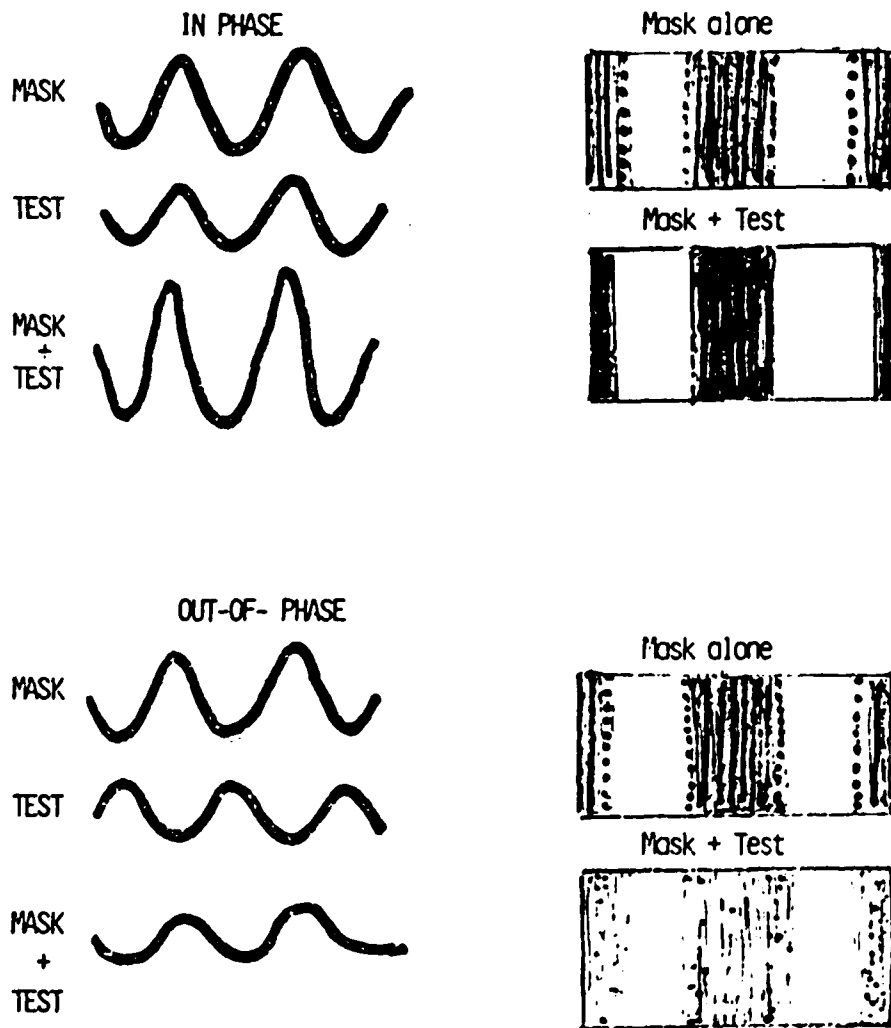 IN PHASE
MASK
TEST
MASK
+
TEST
Mask alone
Mask + Test
OUT-OF- PHASE
MASK
TEST
MASK
+
TEST
Mask alone
Mask + Test